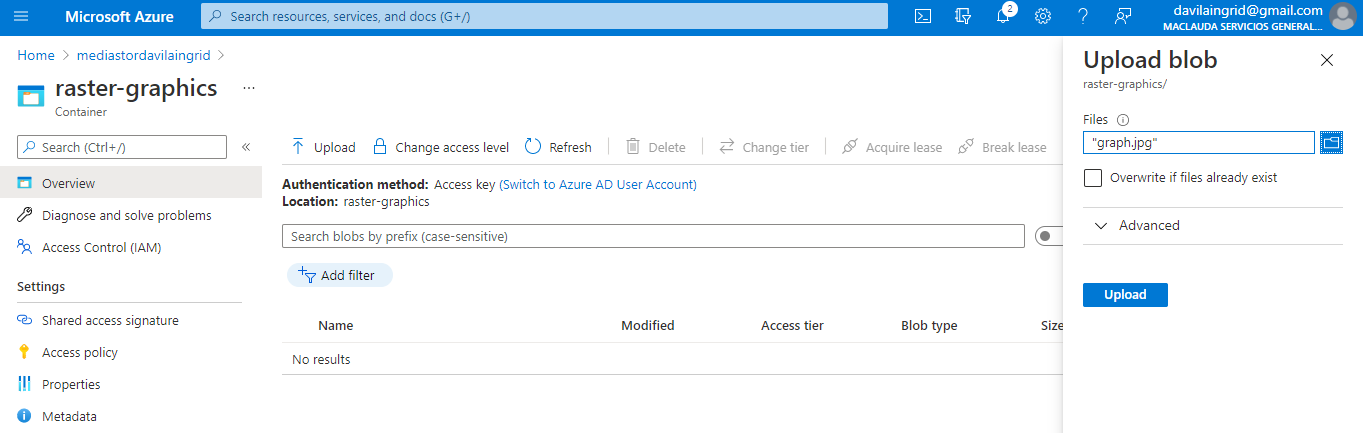 Microsoft Azure
Search resources, services, and docs (G+/)
2
davilaingrid@gmail.com
MACLAUDA SERVICIOS GENERAL...
Home > mediastordavilaingrid >
raster-graphics ...
Container
Search (Ctrl+/)
«
Overview
Diagnose and solve problems
Access Control (IAM)
Settings
Shared access signature
Access policy
Properties
Metadata
Upload
Change access level
Refresh
Delete
Change tier
Acquire lease
Break lease
Authentication method: Access key (Switch to Azure AD User Account)
Location: raster-graphics
Search blobs by prefix (case-sensitive)
Add filter
Name Modified Access tier Blob type Size
No results
Upload blob
raster-graphics/
Files
"graph.jpg"
Overwrite if files already exist
Advanced
Upload